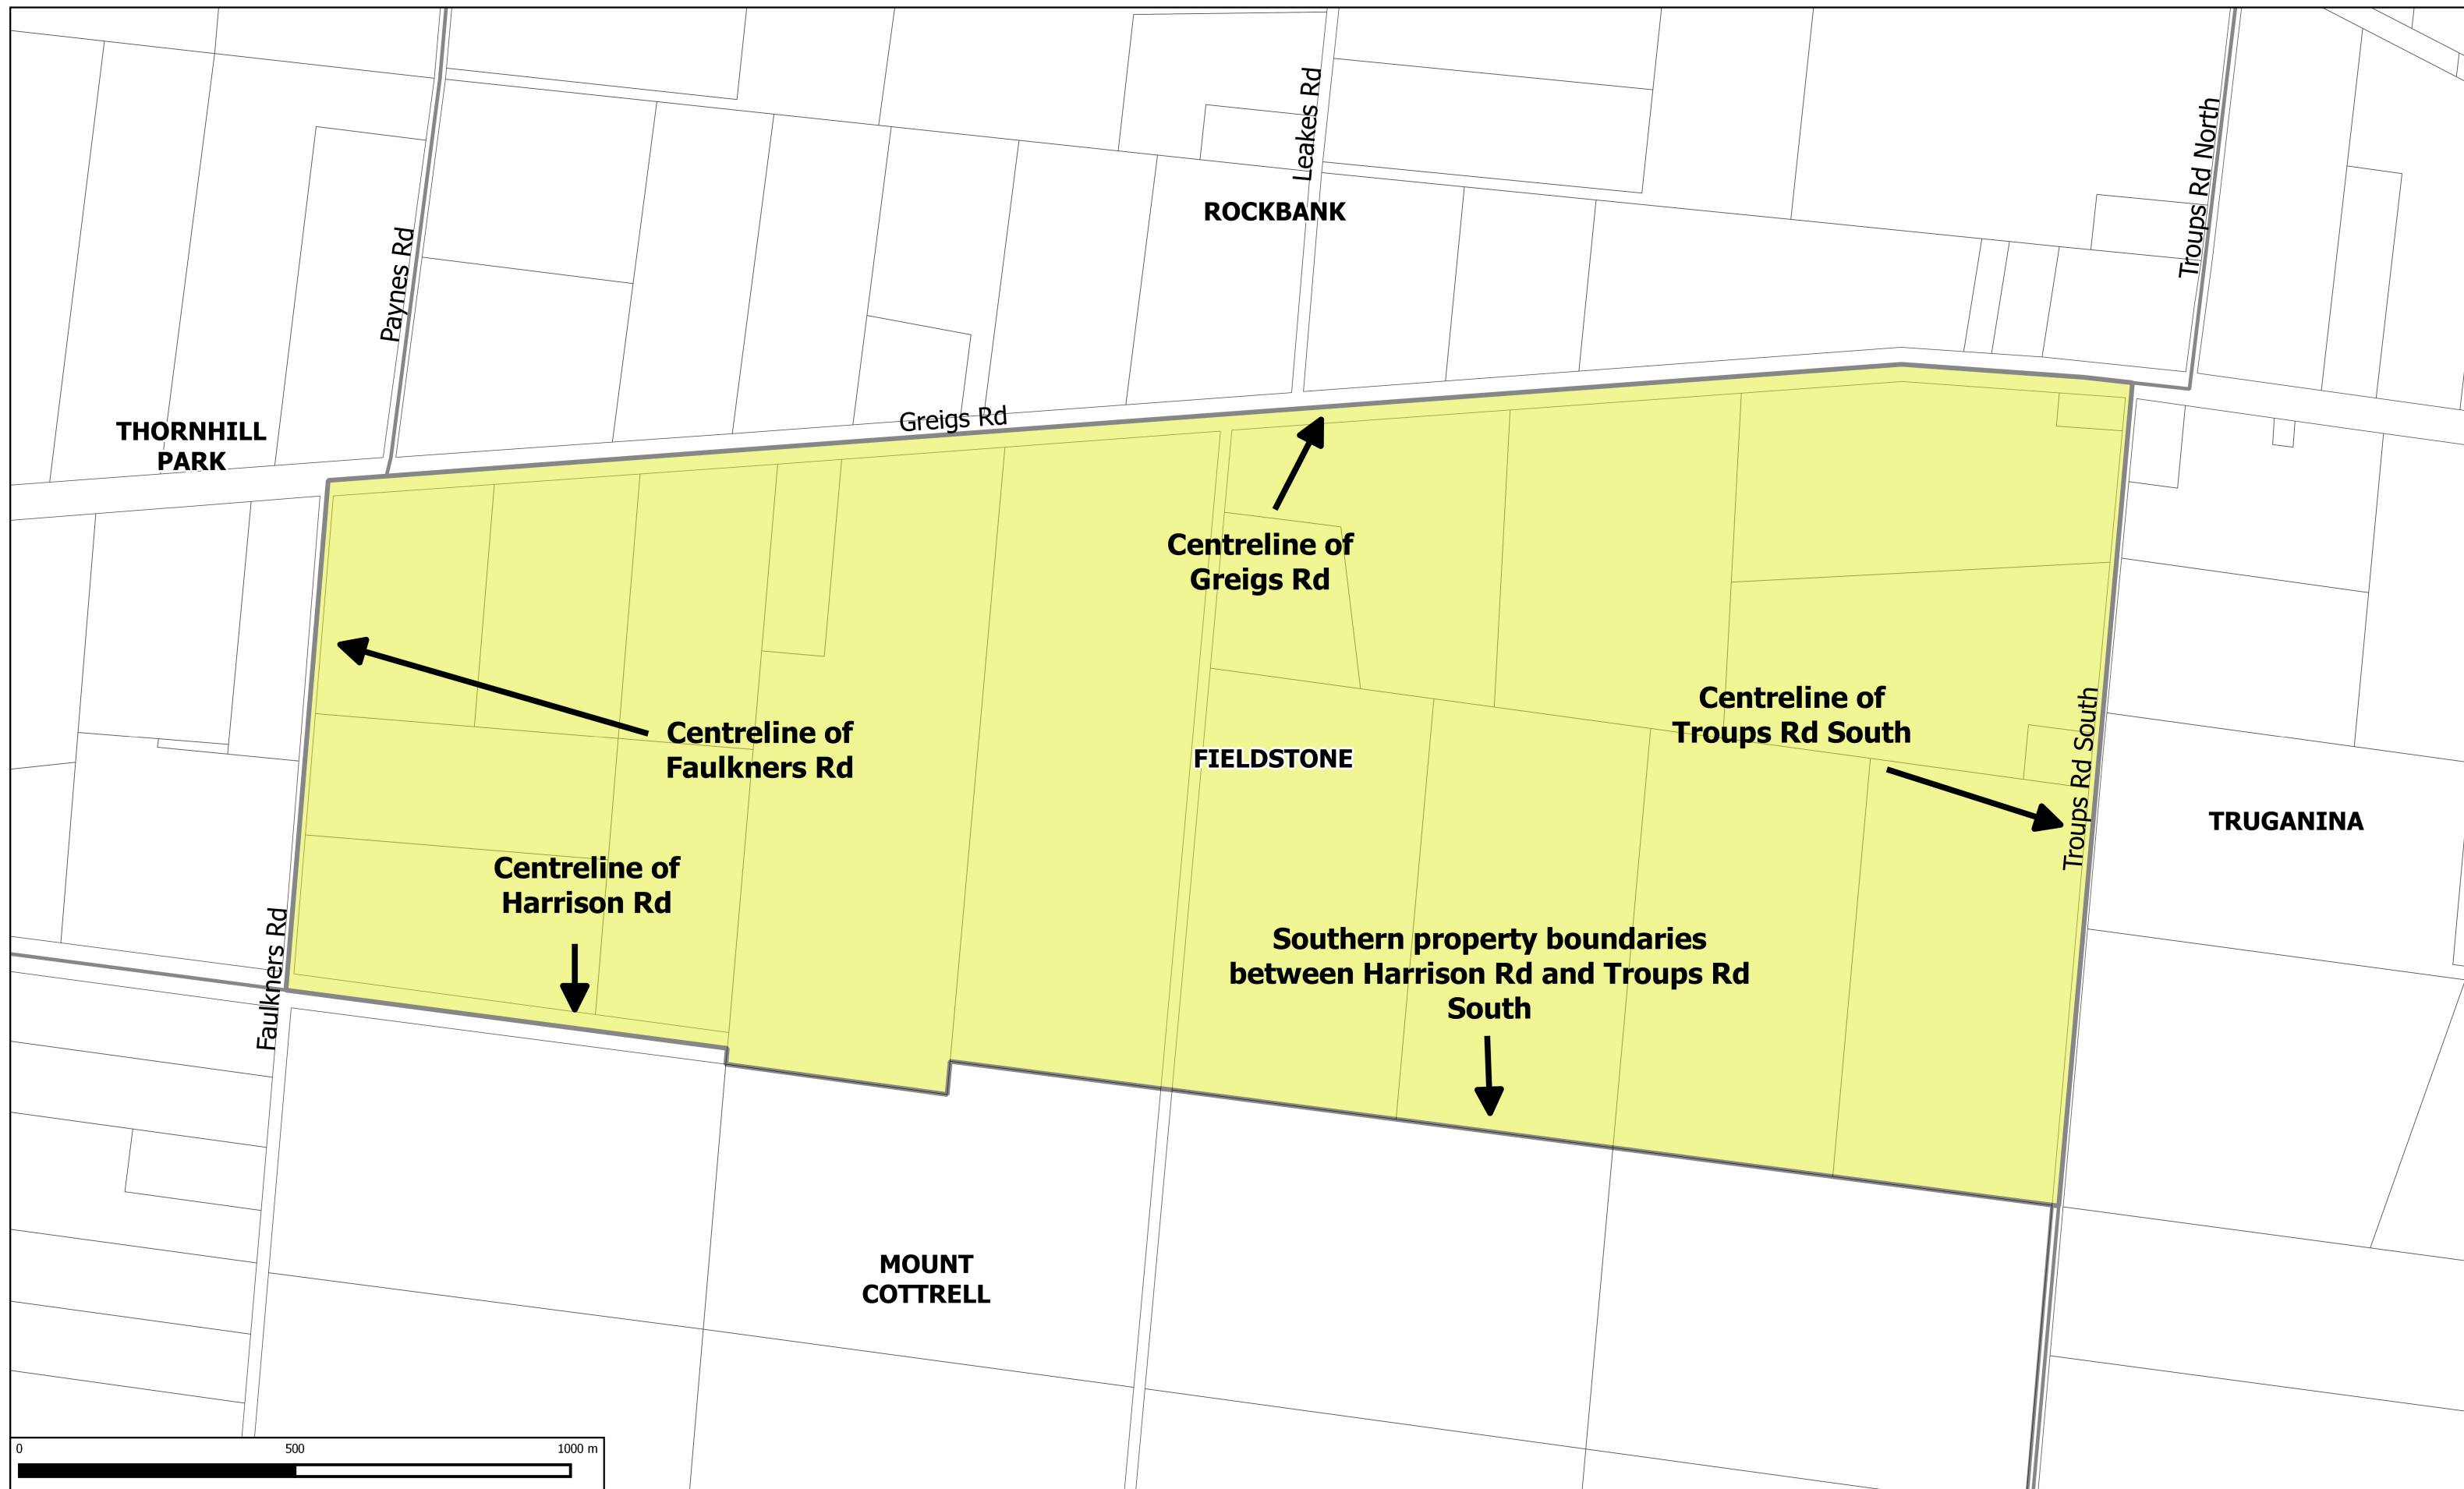 Leakes Rd
Troups Rd North
ROCKBANK
Paynes Rd
Greigs Rd
THORNHILL
PARK
Centreline of
Greigs Rd
Centreline of
Faulkners Rd
Centreline of
Troups Rd South
FIELDSTONE
Troups Rd South
TRUGANINA
Centreline of
Harrison Rd
Faulkners Rd
Southern property boundaries
between Harrison Rd and Troups Rd
South
MOUNT
COTTRELL
0 500 1000 m